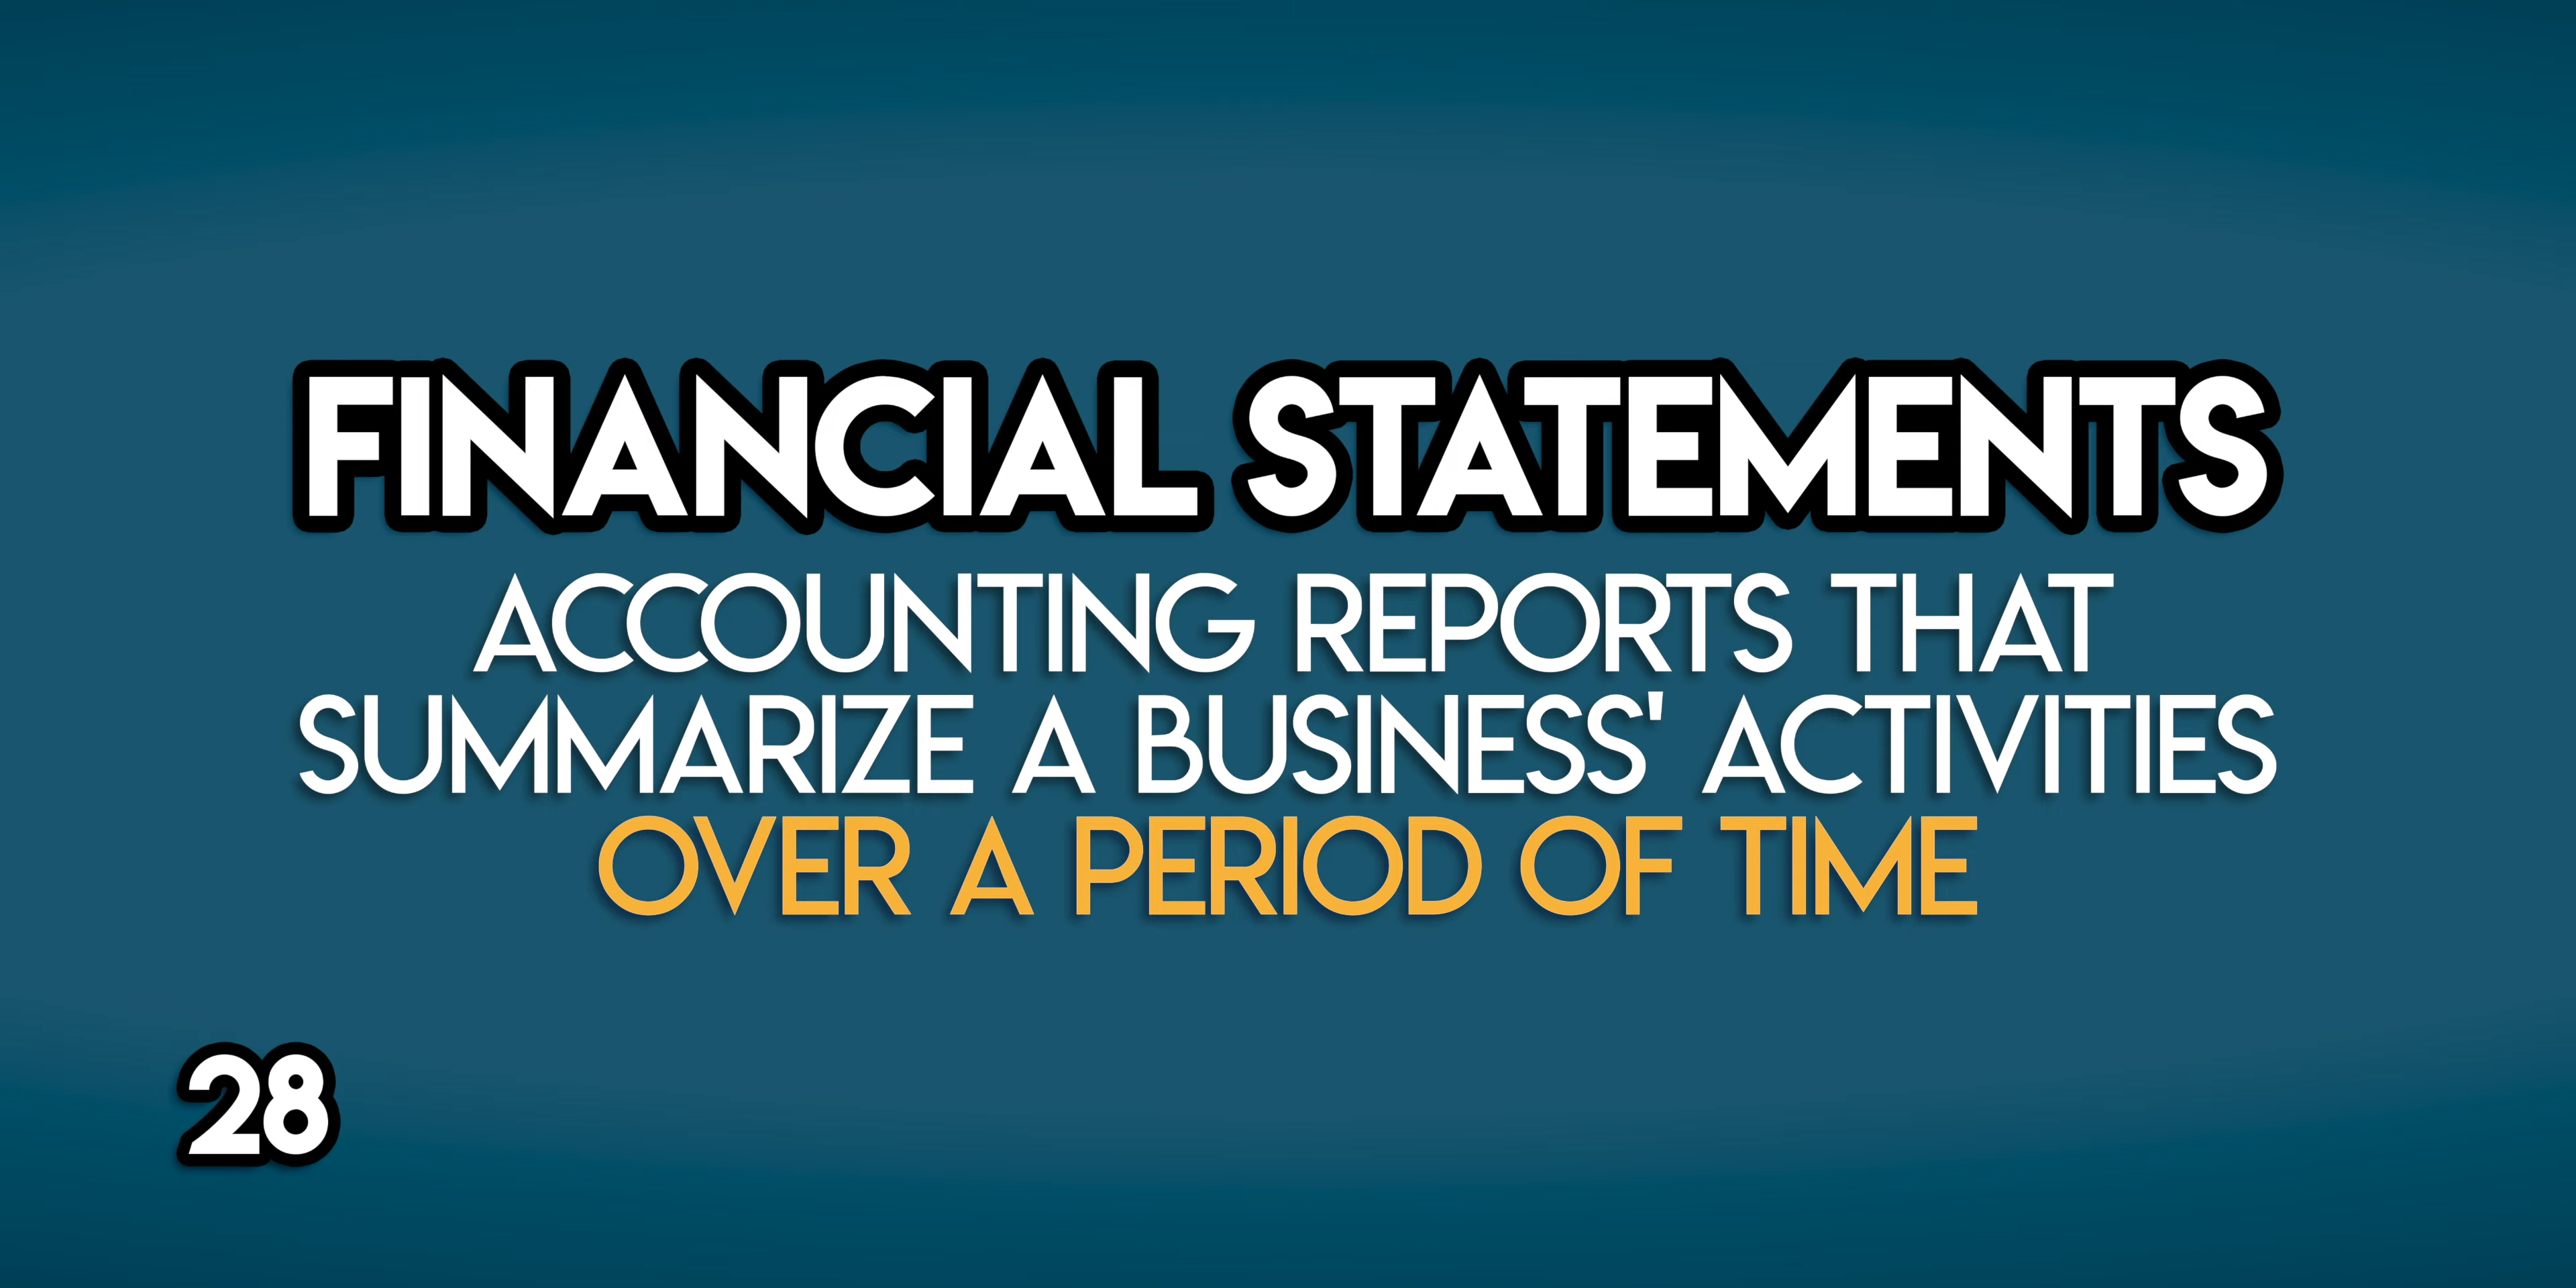 FINANCIAL STATEMENTS
ACCOUNTING REPORTS THAT
SUMMARIZE A BUSINESS' ACTIVITIES
OVER A PERIOD OF TIME
28